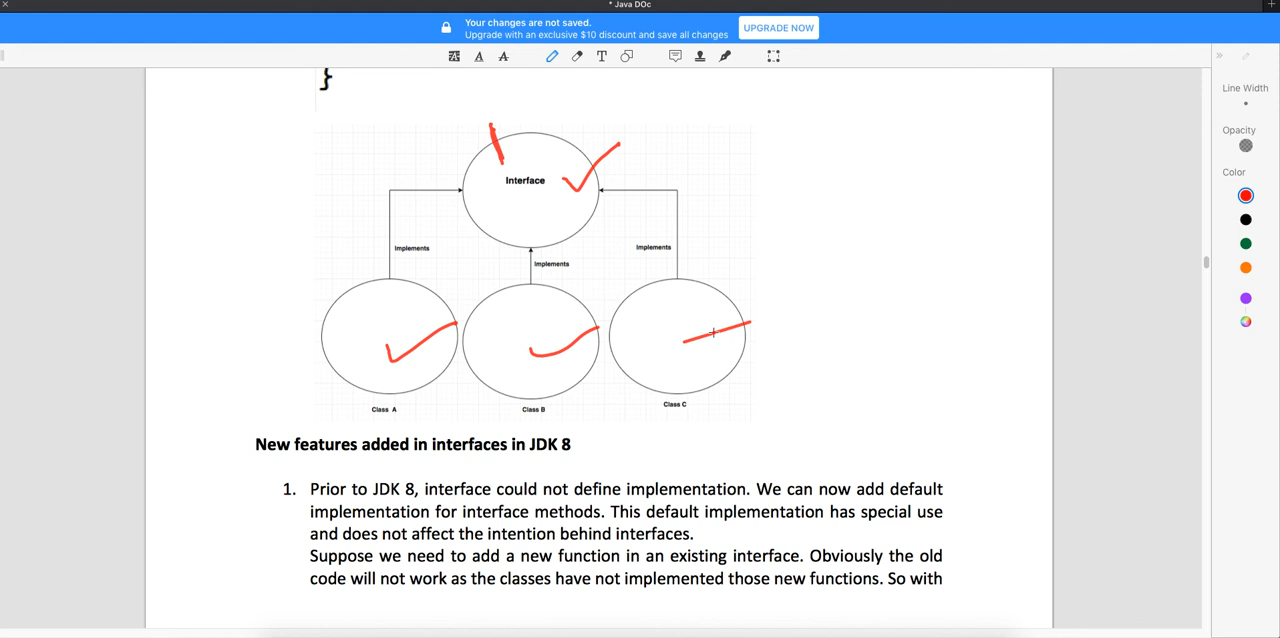 * Java DOc
Your changes are not saved.
Upgrade with an exclusive $10 discount and save all changes
UPGRADE NOW
A
A
T
Line Width
Opacity
Color
}
Interface
Implements
Implements
Implements
Class A
Class B
Class C
New features added in interfaces in JDK 8
1. Prior to JDK 8, interface could not define implementation. We can now add default
implementation for interface methods. This default implementation has special use
and does not affect the intention behind interfaces.
Suppose we need to add a new function in an existing interface. Obviously the old
code will not work as the classes have not implemented those new functions. So with